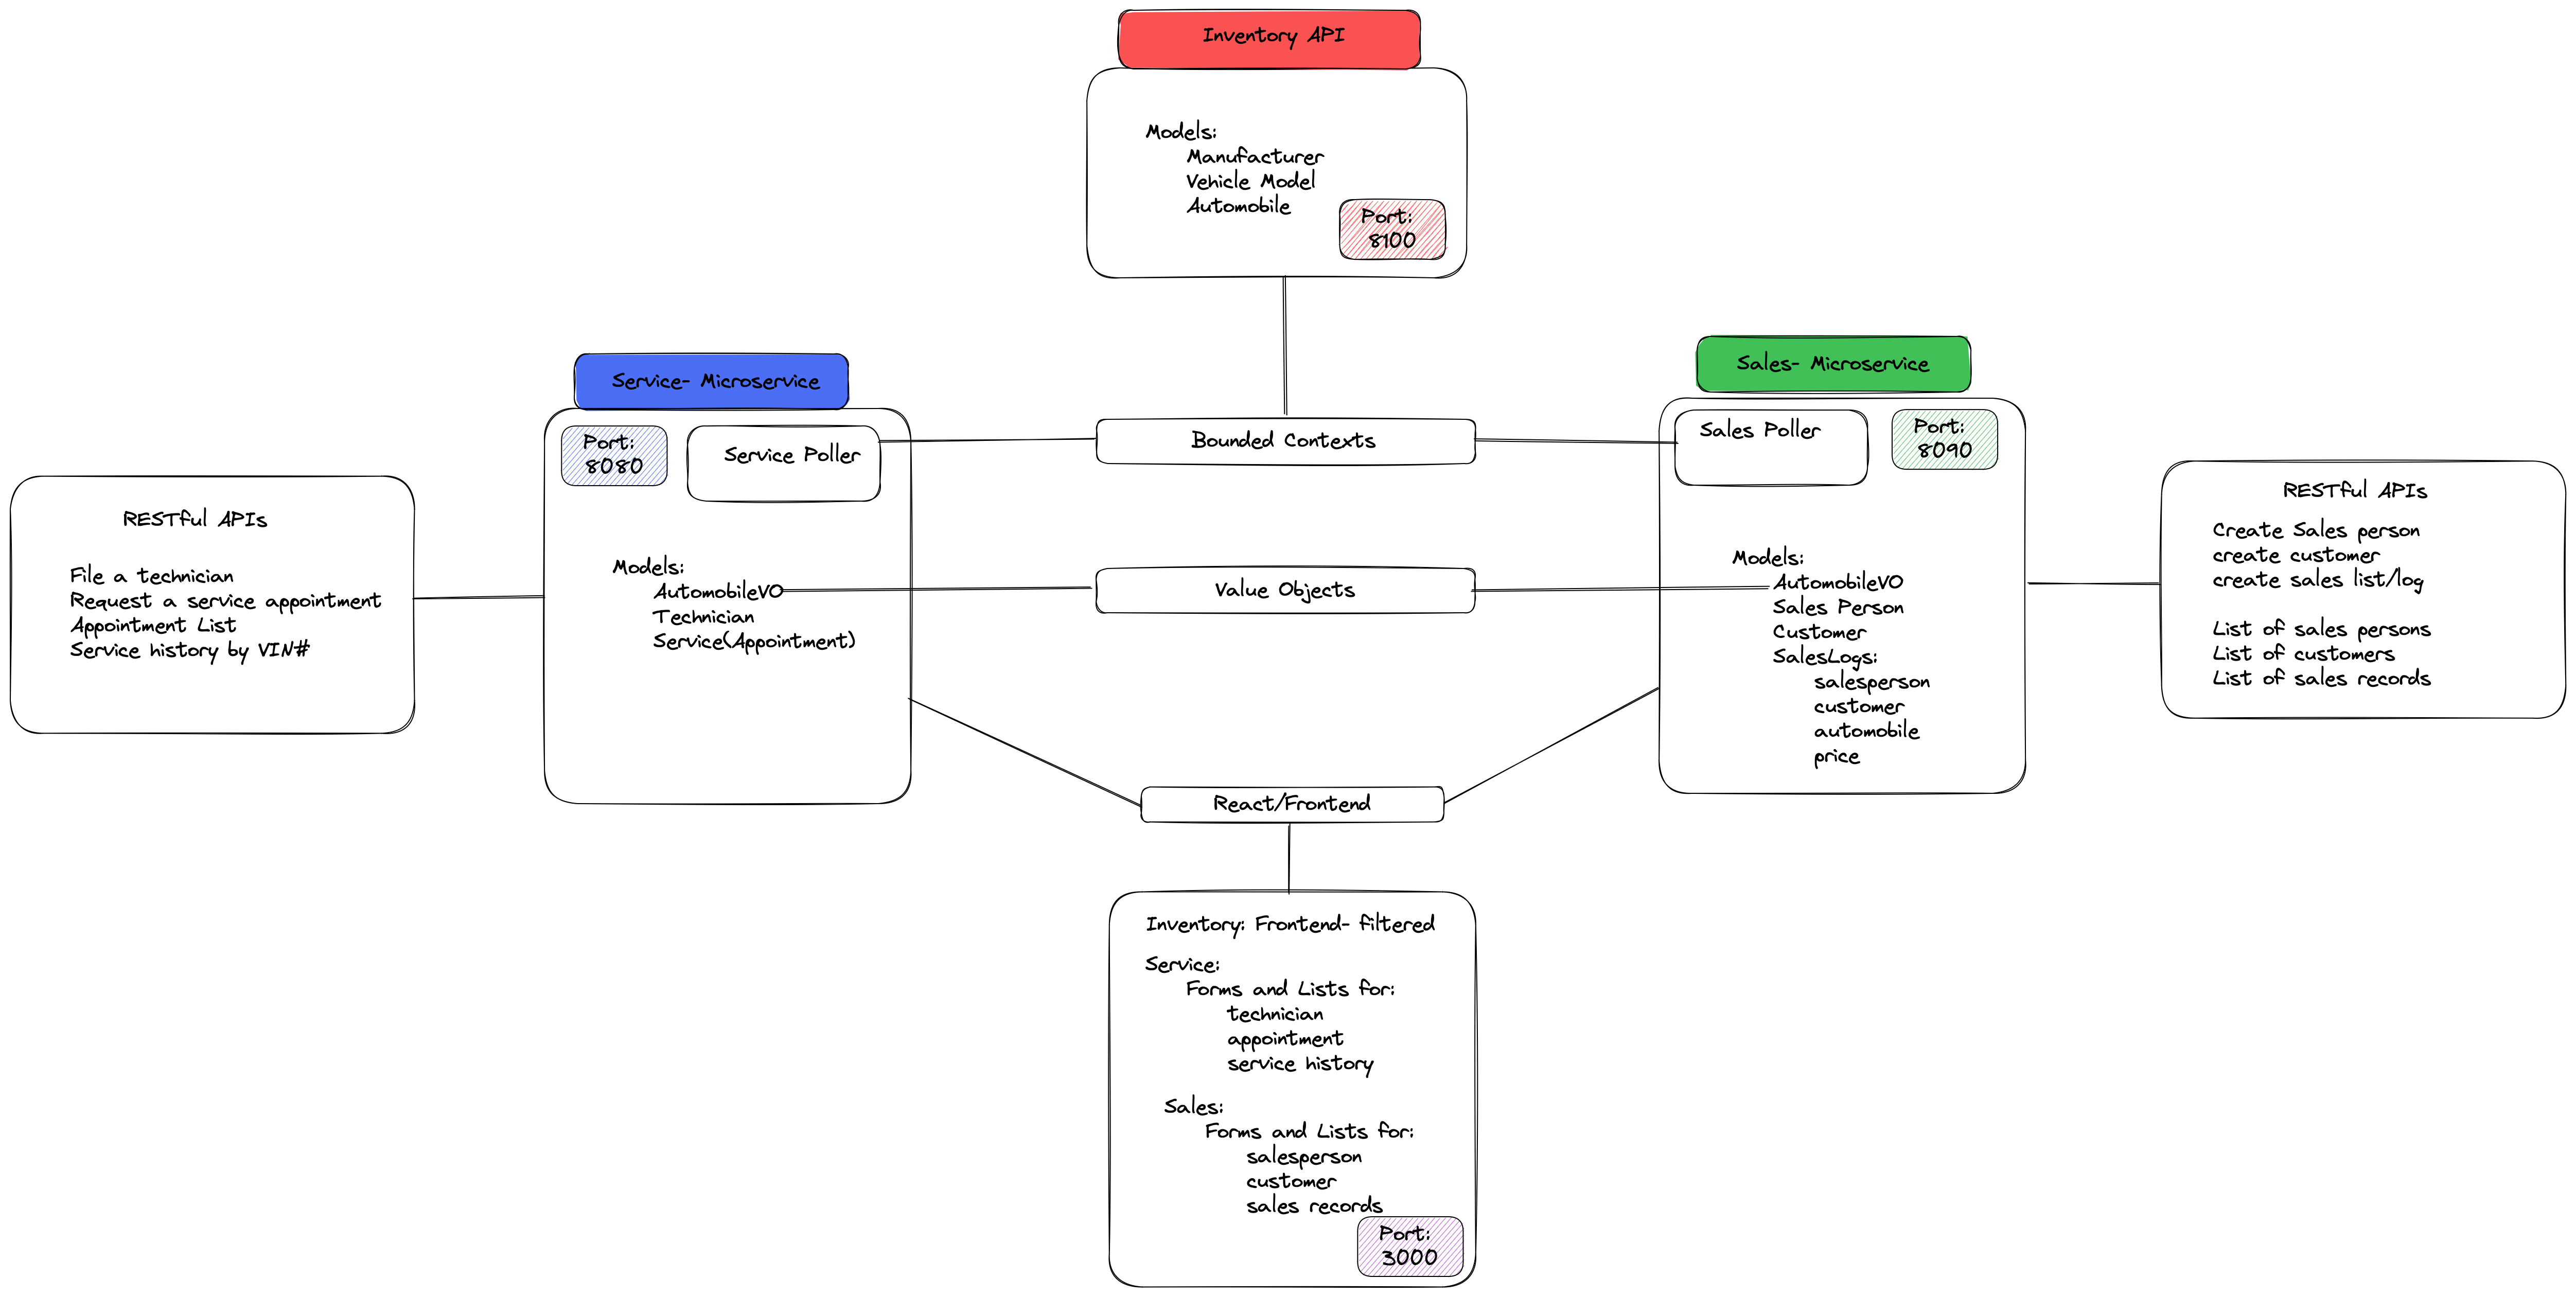 Inventory API
Models:
Manufacturer
Vehicle Model
Automobile
Port:
8100
Service- Microservice
Port:
8080
Service Poller
Models:
AutomobileVO
Technician
Service(Appointment)
Bounded Contexts
Value Objects
Sales- Microservice
Sales Poller
Port:
8090
Models:
AutomobileVO
Sales Person
Customer
SalesLogs:
salesperson
customer
automobile
price
RESTful APIs
File a technician
Request a service appointment
Appointment List
Service history by VIN#
RESTful APIs
Create Sales person
create customer
create sales list/log
List of sales persons
List of customers
List of sales records
React/Frontend
Inventory: Frontend- filtered
Service:
Forms and Lists for:
technician
appointment
service history
Sales:
Forms and Lists for:
salesperson
customer
sales records
Port:
3000